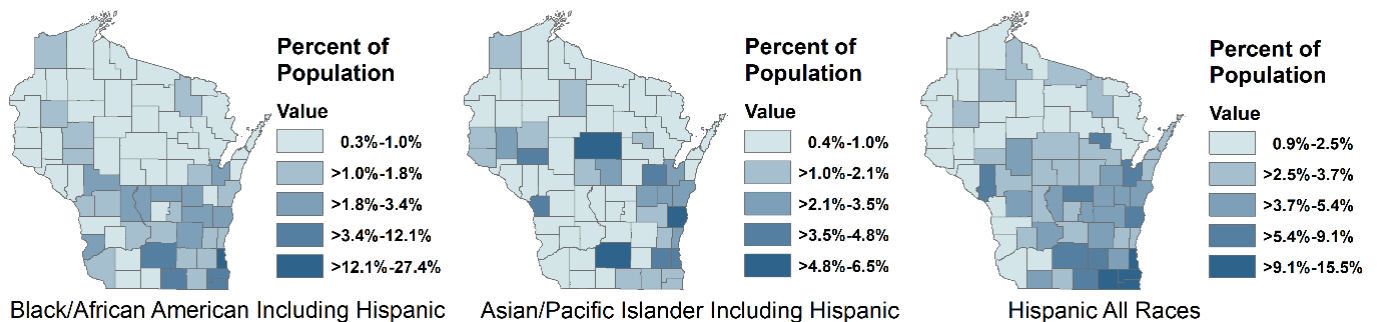 Percent of
Population
Value
0.3%-1.0%
>1.0%-1.8%
>1.8%-3.4%
>3.4%-12.1%
>12.1%-27.4%
Black/African American Including Hispanic
Percent of
Population
Value
0.4%-1.0%
>1.0%-2.1%
>2.1%-3.5%
>3.5%-4.8%
>4.8%-6.5%
Asian/Pacific Islander Including Hispanic
Percent of
Population
Value
0.9%-2.5%
>2.5%-3.7%
>3.7%-5.4%
>5.4%-9.1%
>9.1%-15.5%
Hispanic All Races